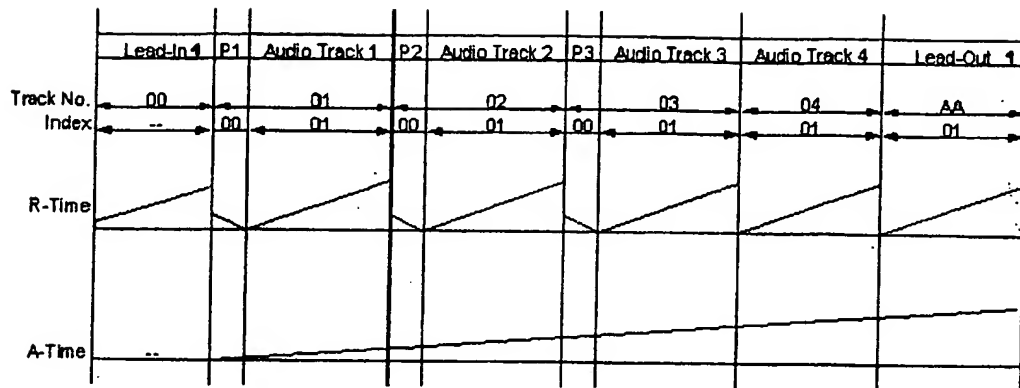 Lead-In 1 P1 Audio Track 1 P2 Audio Track 2 P3 Audio Track 3 Audio Track 4 Lead-Out 1
Track No. 00 01 02 03 04 AA
Index -- 00 01 00 01 00 01 01 01
R-Time
A-Time --